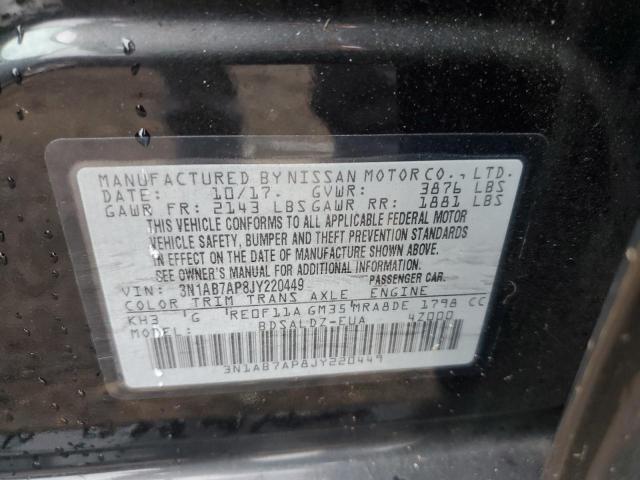 MANUFACTURED BY NISSAN MOTOR CO., LTD.
DATE: 10/17. GVWR: 3876 LBS
GAWR FR: 2143 LBS GAWR RR: 1881 LBS
THIS VEHICLE CONFORMS TO ALL APPLICABLE FEDERAL MOTOR
VEHICLE SAFETY, BUMPER AND THEFT PREVENTION STANDARDS
IN EFFECT ON THE DATE OF MANUFACTURE SHOWN ABOVE.
SEE OWNER'S MANUAL FOR ADDITIONAL INFORMATION.
VIN: 3N1AB7AP8JY220449 PASSENGER CAR.
COLOR TRIM TRANS AXLE ENGINE
KH3 'G RE0F11A GM35 MRA8DE 1798 CC
MODEL: BDSALDZ-EUA 4Z000
3N1AB7AP8JY220449